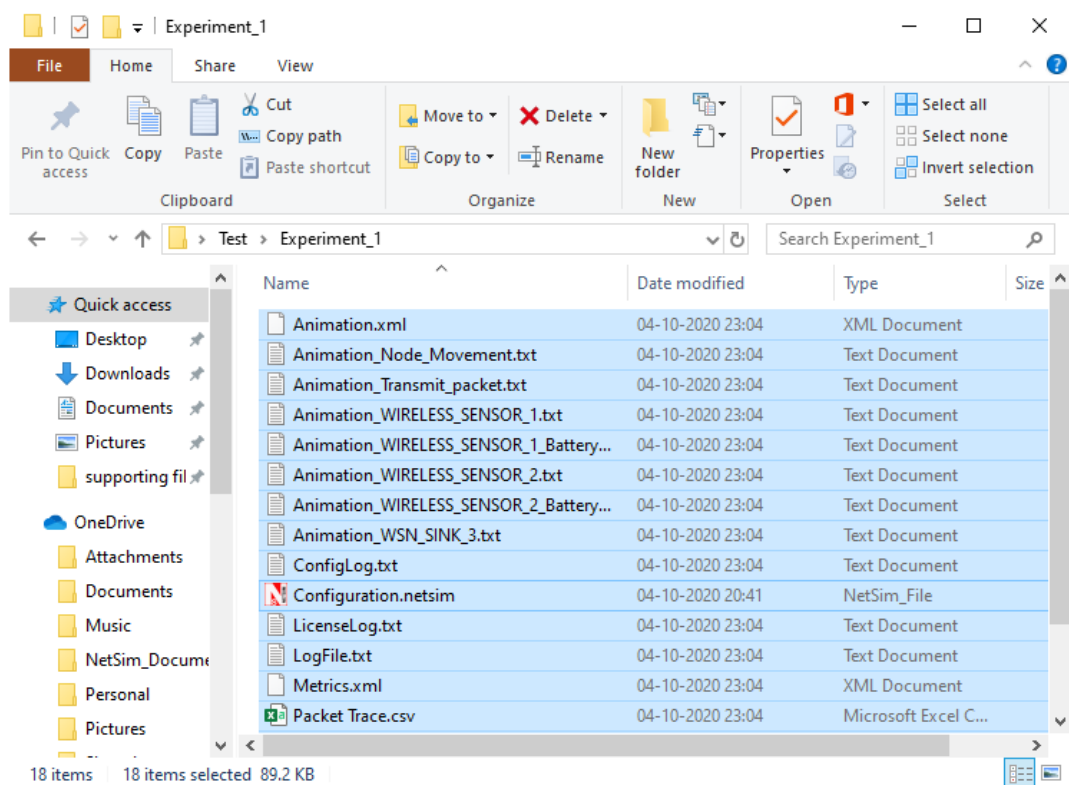 Experiment_1
File Home Share View
Pin to Quick access
Copy
Paste
Cut
Copy path
Paste shortcut
Clipboard
Move to
Copy to
Delete
Rename
Organize
New folder
New
Properties
Open
Select all
Select none
Invert selection
Select
Test > Experiment_1
Search Experiment_1
Quick access
Desktop
Downloads
Documents
Pictures
supporting fil
OneDrive
Attachments
Documents
Music
NetSim_Docume
Personal
Pictures
Name Date modified Type Size
Animation.xml 04-10-2020 23:04 XML Document
Animation_Node_Movement.txt 04-10-2020 23:04 Text Document
Animation_Transmit_packet.txt 04-10-2020 23:04 Text Document
Animation_WIRELESS_SENSOR_1.txt 04-10-2020 23:04 Text Document
Animation_WIRELESS_SENSOR_1_Battery... 04-10-2020 23:04 Text Document
Animation_WIRELESS_SENSOR_2.txt 04-10-2020 23:04 Text Document
Animation_WIRELESS_SENSOR_2_Battery... 04-10-2020 23:04 Text Document
Animation_WSN_SINK_3.txt 04-10-2020 23:04 Text Document
ConfigLog.txt 04-10-2020 23:04 Text Document
Configuration.netsim 04-10-2020 20:41 NetSim_File
LicenseLog.txt 04-10-2020 23:04 Text Document
LogFile.txt 04-10-2020 23:04 Text Document
Metrics.xml 04-10-2020 23:04 XML Document
Packet Trace.csv 04-10-2020 23:04 Microsoft Excel C...
18 items 18 items selected 89.2 KB